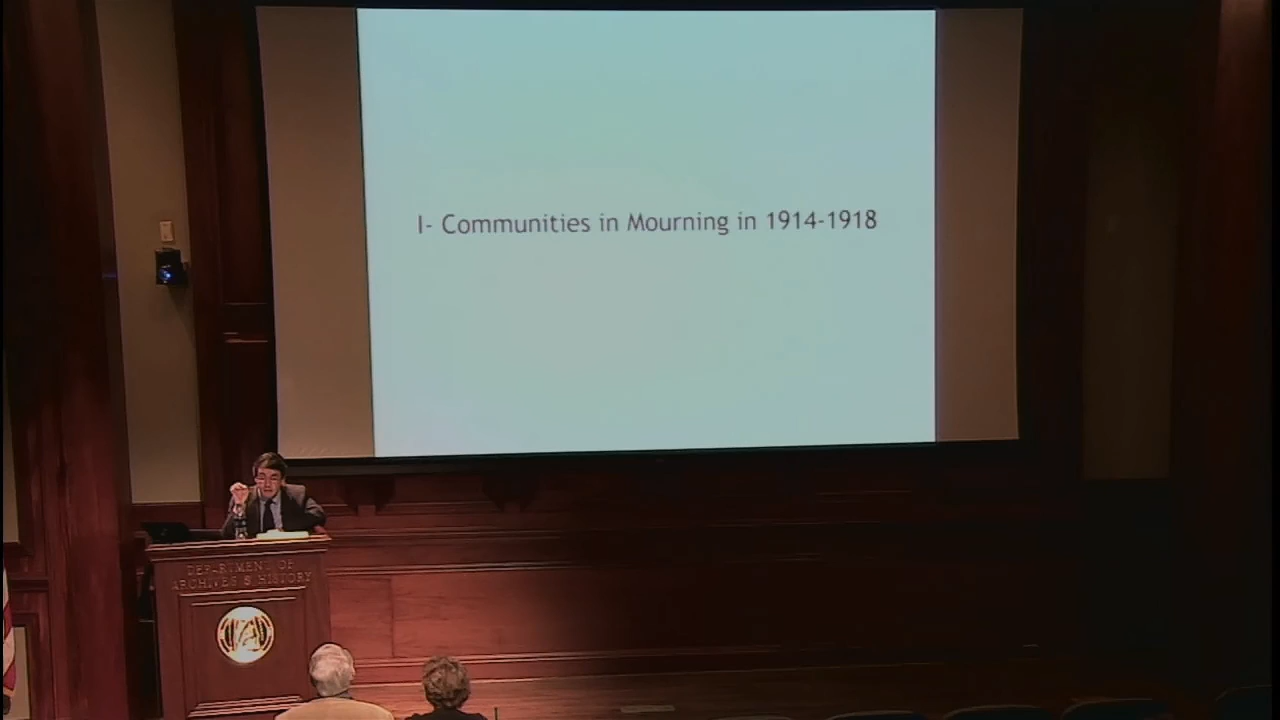 I- Communities in Mourning in 1914-1918
DEPARTMENT OF
ARCHIVES & HISTORY